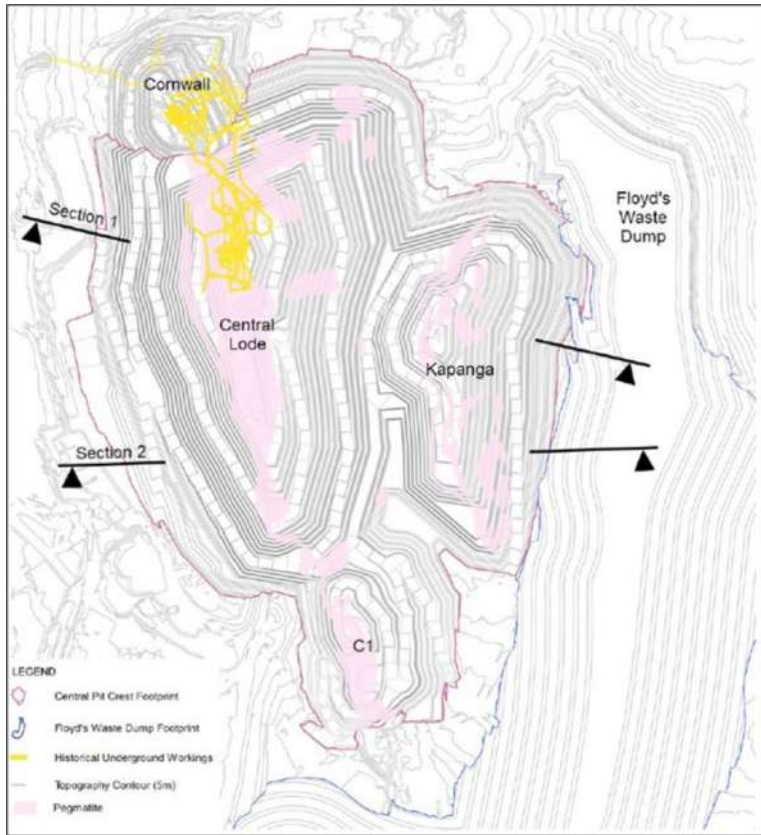 Cornwall
Section 1
Floyd's
Waste
Dump
Central
Lode
Kapanga
Section 2
C1
LEGEND
Central Pit Crest Footprint
Floyd's Waste Dump Footprint
Historical Underground Workings
Topography Contour (5m)
Pegmatite